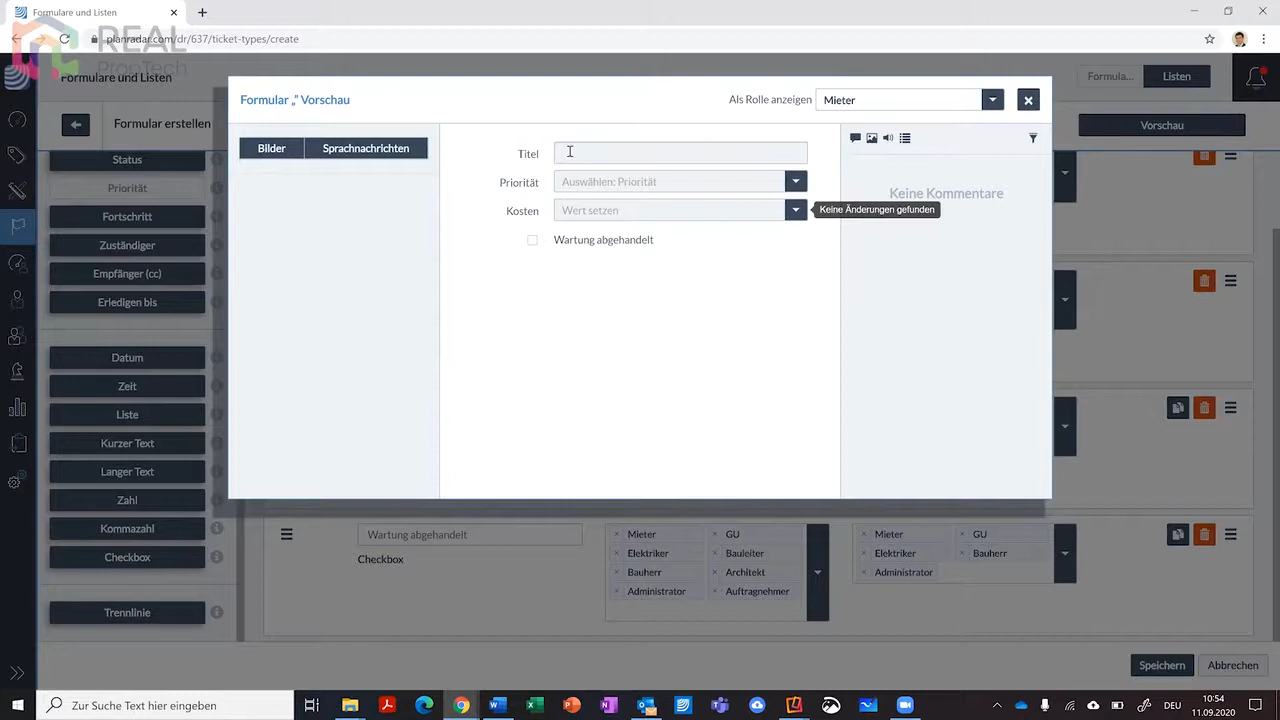 Formulare und Listen
planradar.com/dr/637/ticket-types/create
REAL
PropTech
Formulare und Listen
Formula...
Listen
Formular erstellen
Vorschau
Formular „” Vorschau
Als Rolle anzeigen
Mieter
Bilder
Sprachnachrichten
Titel
Priorität
Auswählen: Priorität
Kosten
Wert setzen
Keine Änderungen gefunden
Wartung abgehandelt
Keine Kommentare
Status
Priorität
Fortschritt
Zuständiger
Empfänger (cc)
Erledigen bis
Datum
Zeit
Liste
Kurzer Text
Langer Text
Zahl
Kommazahl
Checkbox
Trennlinie
Wartung abgehandelt
Checkbox
× Mieter × GU
× Elektriker × Bauleiter
× Bauherr × Architekt
× Administrator × Auftragnehmer
× Mieter × GU
× Elektriker × Bauherr
× Administrator
Speichern
Abbrechen
Zur Suche Text hier eingeben
DEU
10:54
11.09.2020